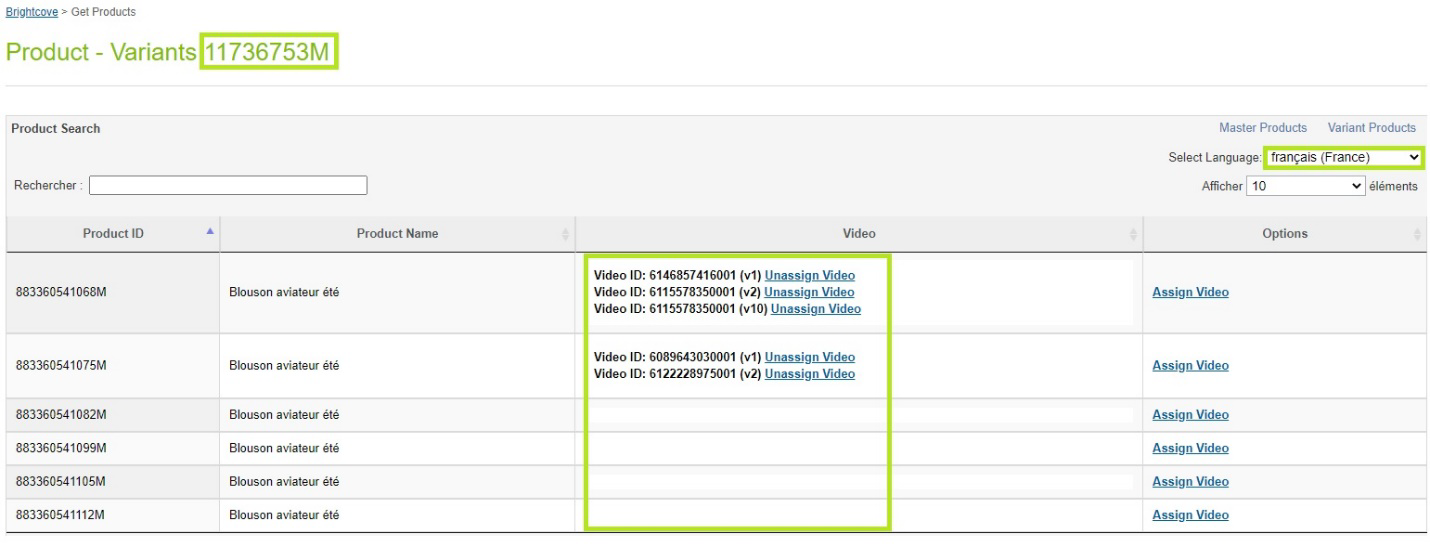 Brightcove > Get Products
Product - Variants 11736753M
Product Search
Master Products Variant Products
Select Language: français (France)
Rechercher :
Afficher 10 éléments
Product ID Product Name Video Options
883360541068M Blouson aviateur été
Video ID: 6146857416001 (v1) Unassign Video
Video ID: 6115578350001 (v2) Unassign Video
Video ID: 6115578350001 (v10) Unassign Video
Assign Video
883360541075M Blouson aviateur été
Video ID: 6089643030001 (v1) Unassign Video
Video ID: 6122228975001 (v2) Unassign Video
Assign Video
883360541082M Blouson aviateur été Assign Video
883360541099M Blouson aviateur été Assign Video
883360541105M Blouson aviateur été Assign Video
883360541112M Blouson aviateur été Assign Video